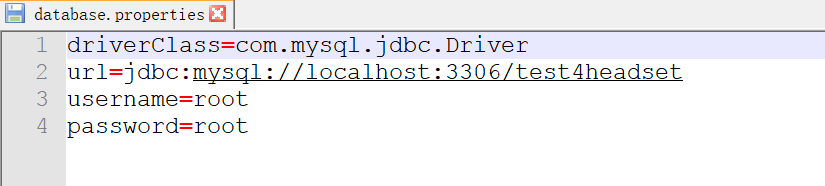 database.properties
1 driverClass=com.mysql.jdbc.Driver
2 url=jdbc:mysql://localhost:3306/test4headset
3 username=root
4 password=root